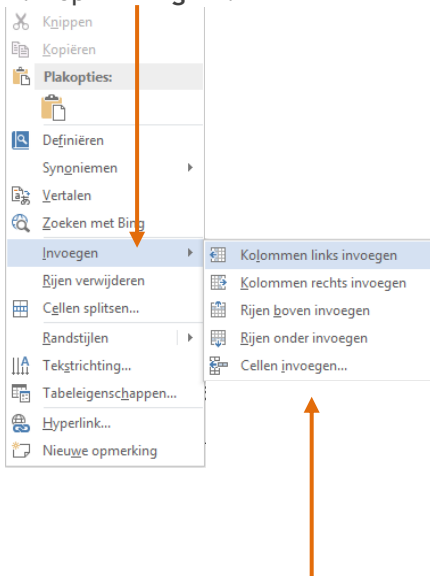 Knippen
Kopiëren
Plakopties:
Definiëren
Synoniemen
Vertalen
Zoeken met Bing
Invoegen
Rijen verwijderen
Cellen splitsen...
Randstijlen
Tekstrichting...
Tabeleigenschappen...
Hyperlink...
Nieuwe opmerking
Kolommen links invoegen
Kolommen rechts invoegen
Rijen boven invoegen
Rijen onder invoegen
Cellen invoegen...